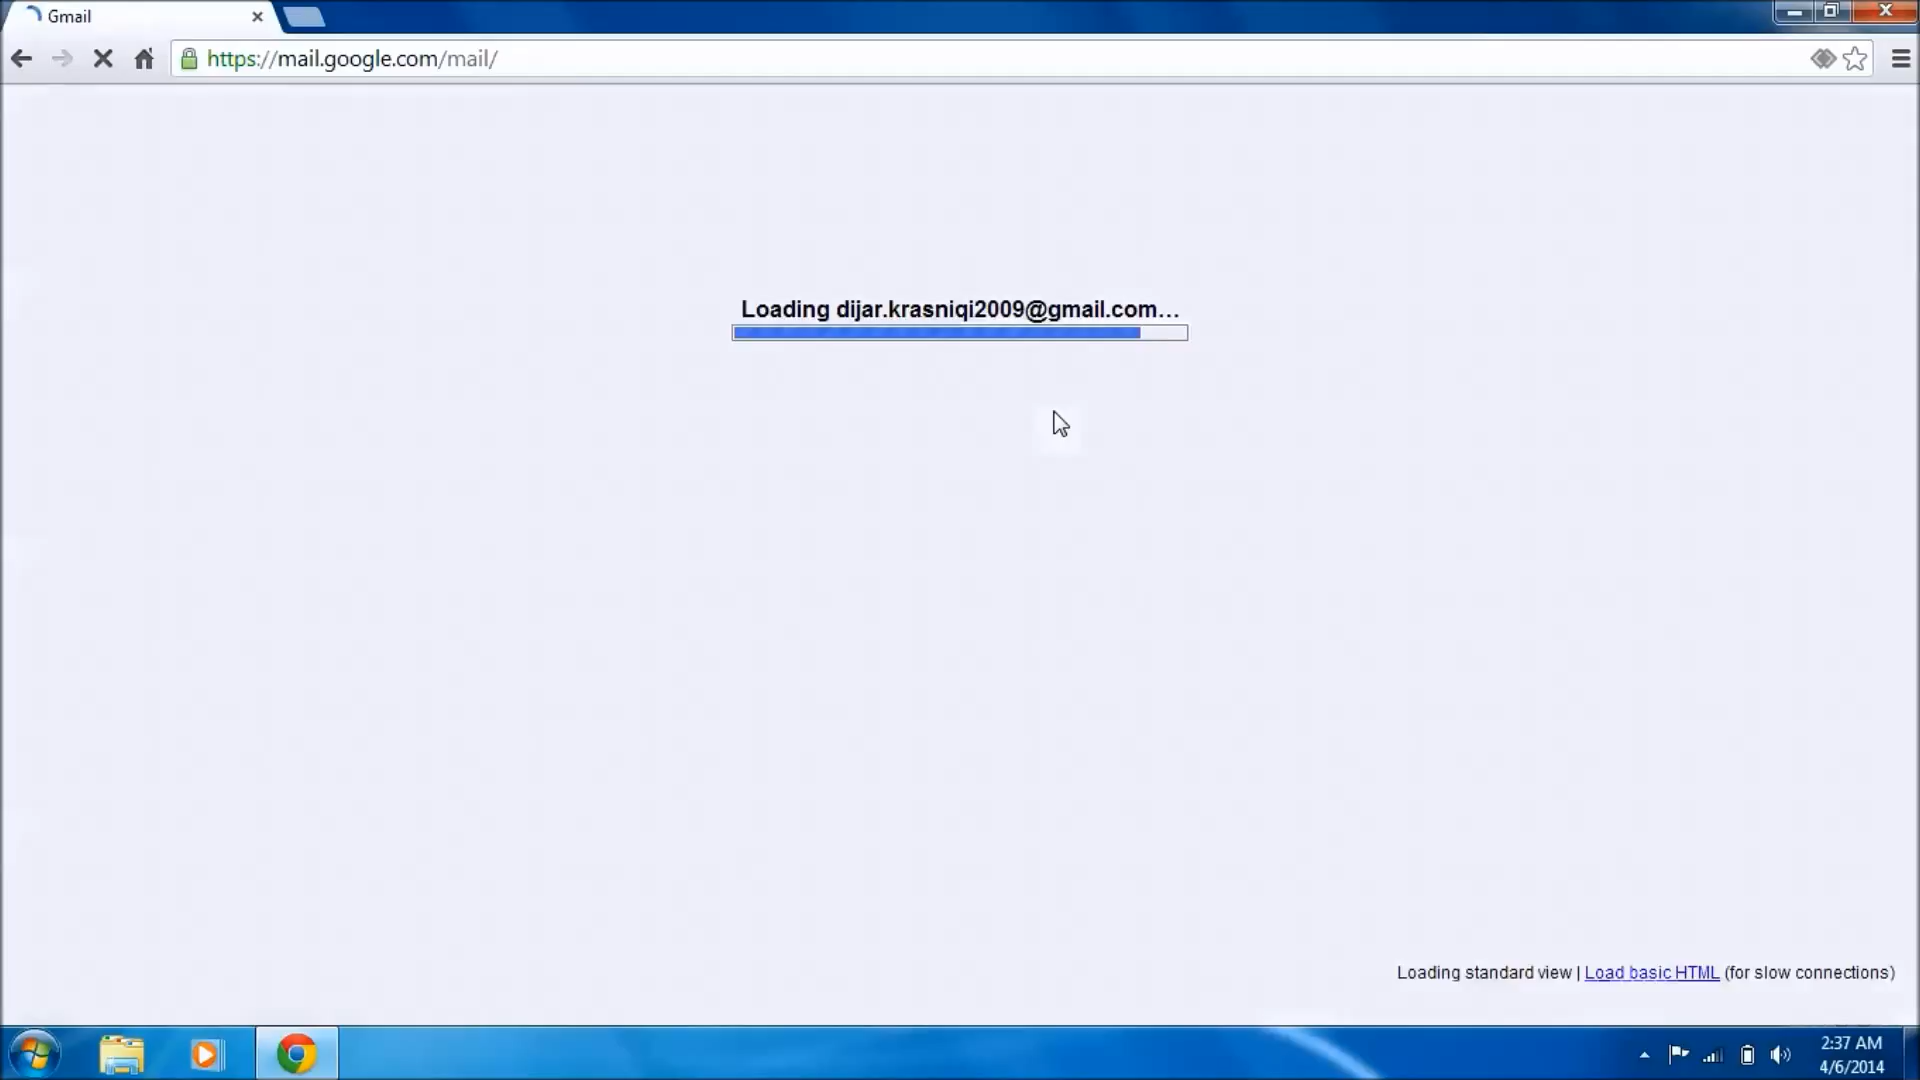 Gmail
https://mail.google.com/mail/
Loading dijar.krasniqi2009@gmail.com...
Loading standard view | Load basic HTML (for slow connections)
2:37 AM
4/6/2014